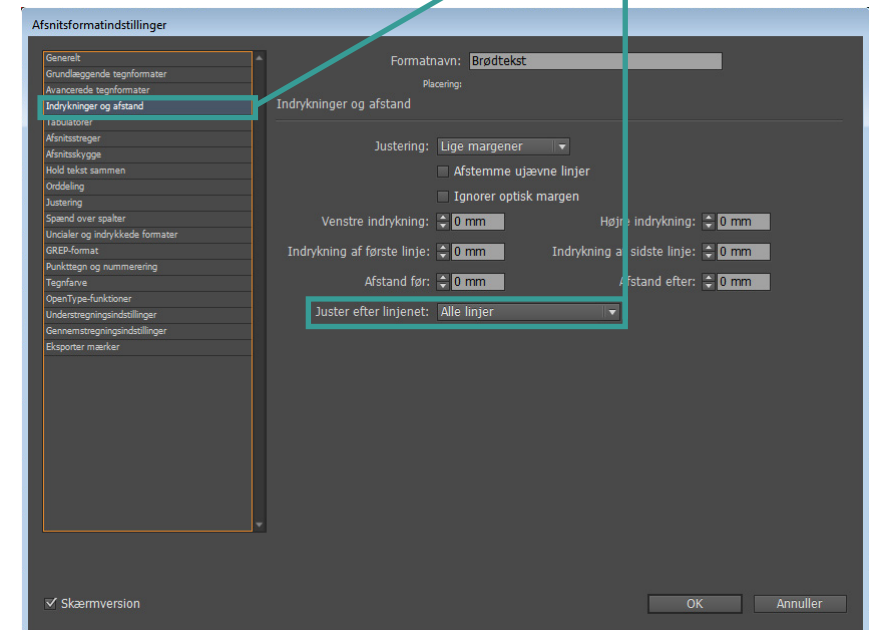 Afsnitsformatindstillinger
Generelt
Grundlæggende tegnformater
Avancerede tegnformater
Indrykninger og afstand
Tabulatorer
Afsnitsstreger
Afsnitsskygge
Hold tekst sammen
Orddeling
Justering
Spænd over spalter
Uncialer og indrykkede formater
GREP-format
Punkttegn og nummerering
Tegnfarve
OpenType-funktioner
Understregningsindstillinger
Gennemstregningsindstillinger
Eksporter mærker
Formatnavn: Brødtekst
Placering:
Indrykninger og afstand
Justering: Lige margener
Afstemme ujævne linjer
Ignorer optisk margen
Venstre indrykning: 0 mm Højre indrykning: 0 mm
Indrykning af første linje: 0 mm Indrykning af sidste linje: 0 mm
Afstand før: 0 mm Afstand efter: 0 mm
Juster efter linjenet: Alle linjer
Skærmversion
OK Annuller